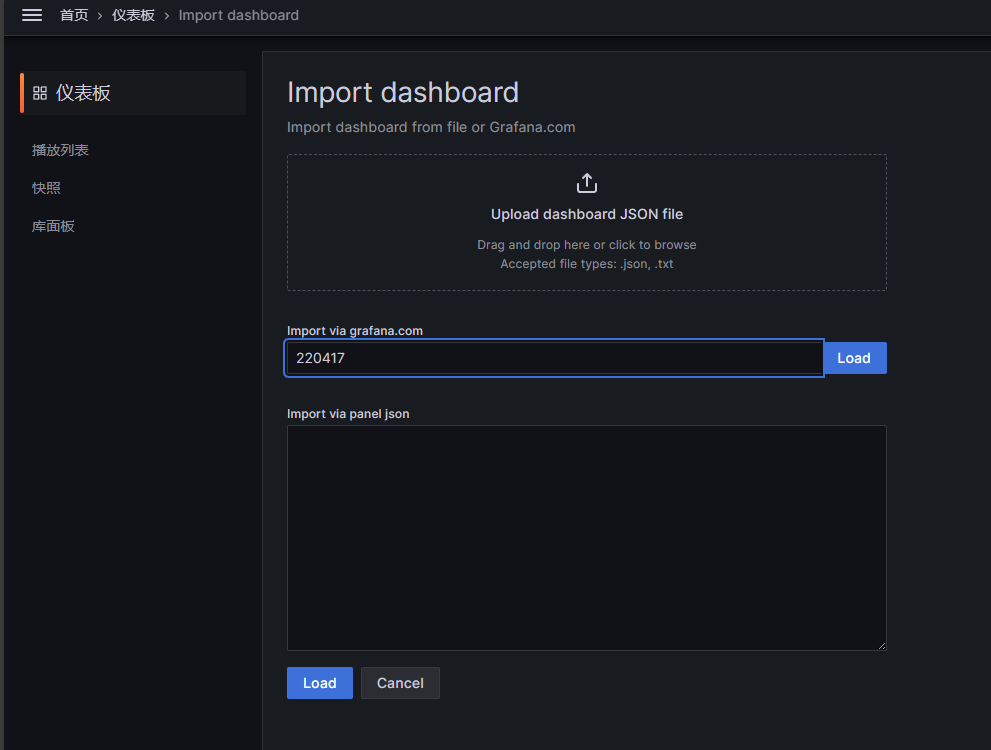 首页 › 仪表板 › Import dashboard
仪表板
播放列表
快照
库面板
Import dashboard
Import dashboard from file or Grafana.com
Upload dashboard JSON file
Drag and drop here or click to browse
Accepted file types: .json, .txt
Import via grafana.com
220417 Load
Import via panel json
Load Cancel